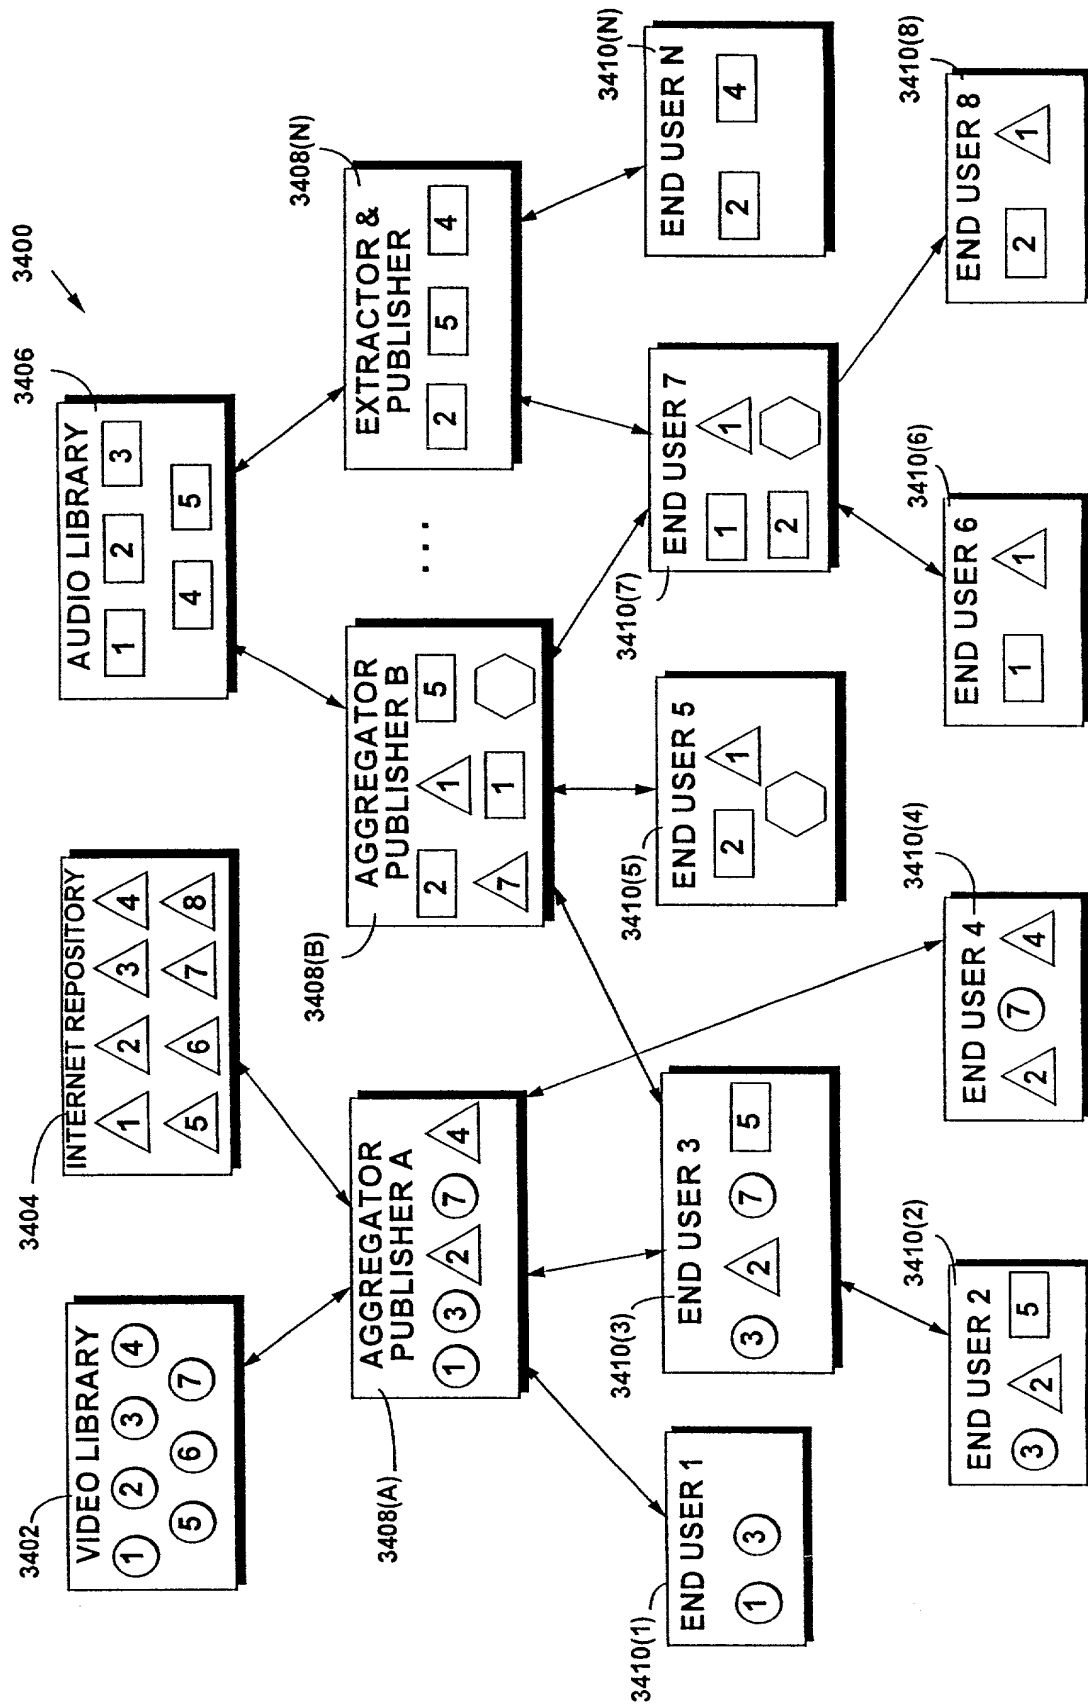 3400
3402
VIDEO LIBRARY
1 2 3 4
5 6 7
3404
INTERNET REPOSITORY
1 2 3 4
5 6 7 8
3406
AUDIO LIBRARY
1 2 3
4 5
3408(A)
AGGREGATOR
PUBLISHER A
1 3 2 7 4
3408(B)
AGGREGATOR
PUBLISHER B
2 1 5
7 1
...
3408(N)
EXTRACTOR &
PUBLISHER
2 5 4
3410(1)
END USER 1
1 3
3410(3)
END USER 3
3 2 7 5
3410(5)
END USER 5
2 1
3410(7)
END USER 7
1 1
2
3410(N)
END USER N
2 4
3410(2)
END USER 2
3 2 5
3410(4)
END USER 4
2 7 4
3410(6)
END USER 6
1 1
3410(8)
END USER 8
2 1